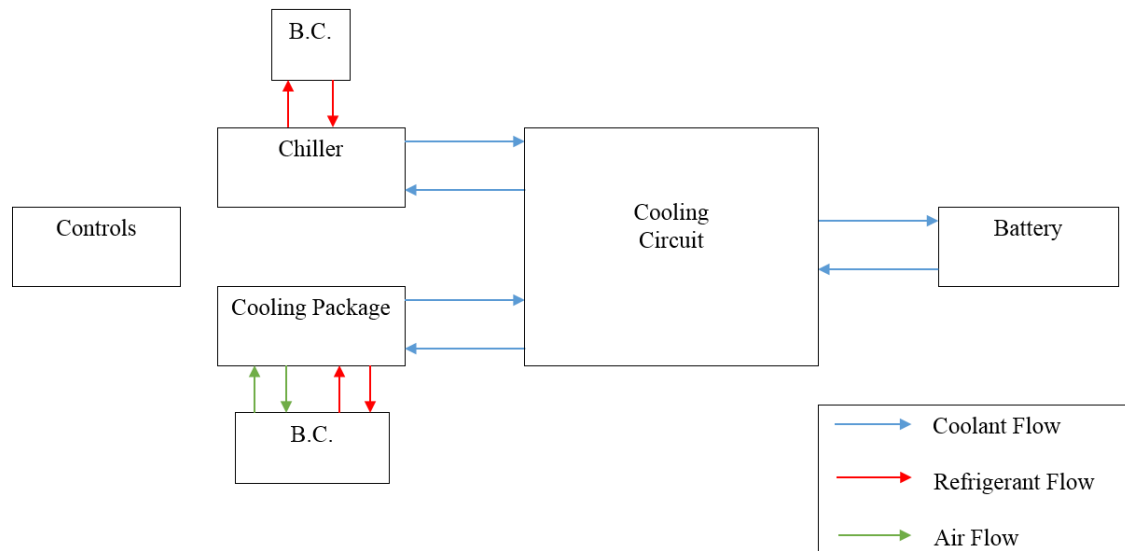 B.C.
Chiller
Controls
Cooling
Circuit
Battery
Cooling Package
B.C.
Coolant Flow
Refrigerant Flow
Air Flow